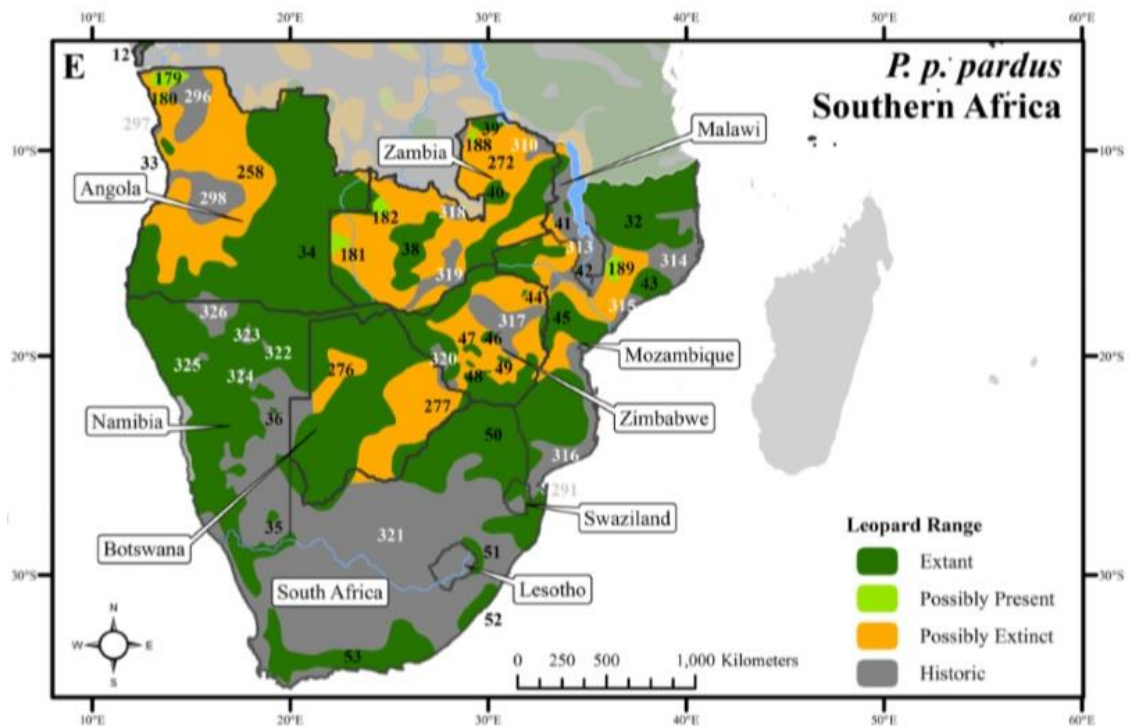 10°E 20°E 30°E 40°E 60°E
E
P. p. pardus
Southern Africa
12
179
180
296
297
33
10°S
10°S
258
Angola
298
34
39
188
310
Zambia
272
40
Malawi
182
318
41
32
181
38
313
314
319
42
189
43
315
326
44
317
45
323
322
47
46
20°S
20°S
325
320
Mozambique
324
276
48
49
277
Zimbabwe
Namibia
36
50
316
291
Swaziland
Botswana
35
321
51
30°S
30°S
South Africa
Lesotho
52
53
Leopard Range
Extant
Possibly Present
Possibly Extinct
Historic
N
W E
S
0 250 500 1,000 Kilometers
10°E 20°E 30°E 40°E 60°E